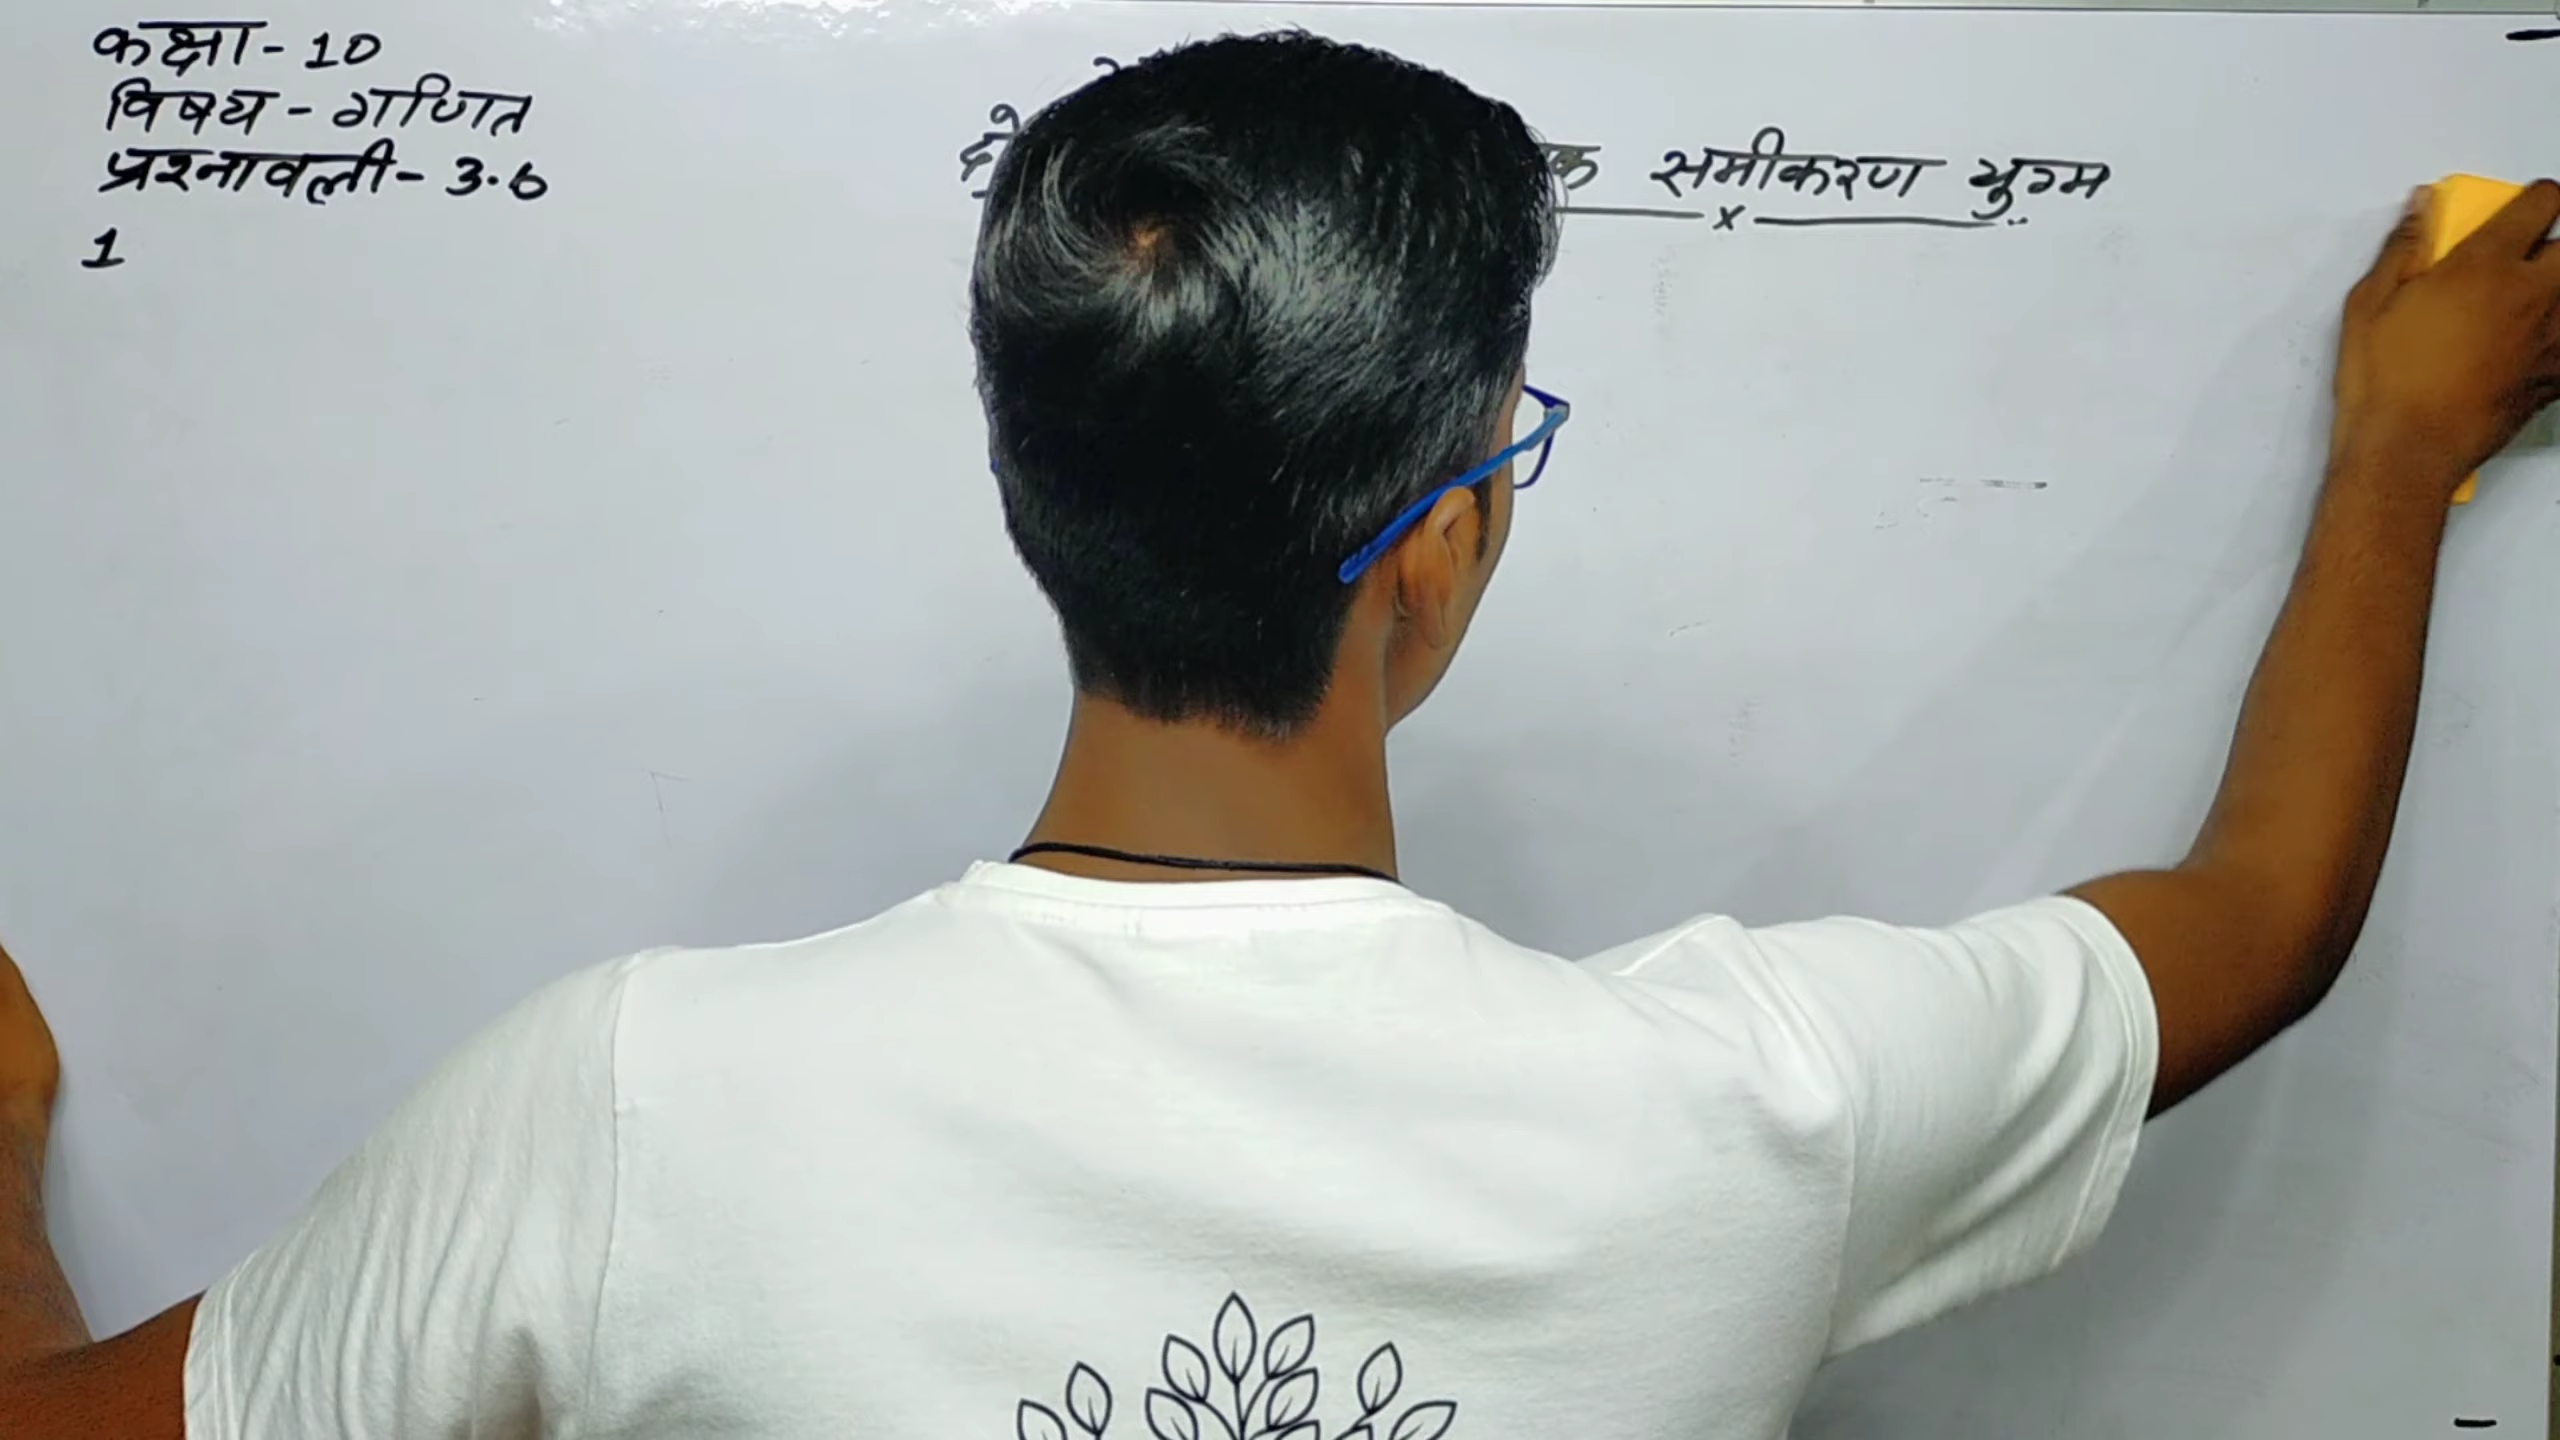 कक्षा - 10
विषय - गणित
प्रश्नावली - 3.6
समीकरण युग्म
x
1